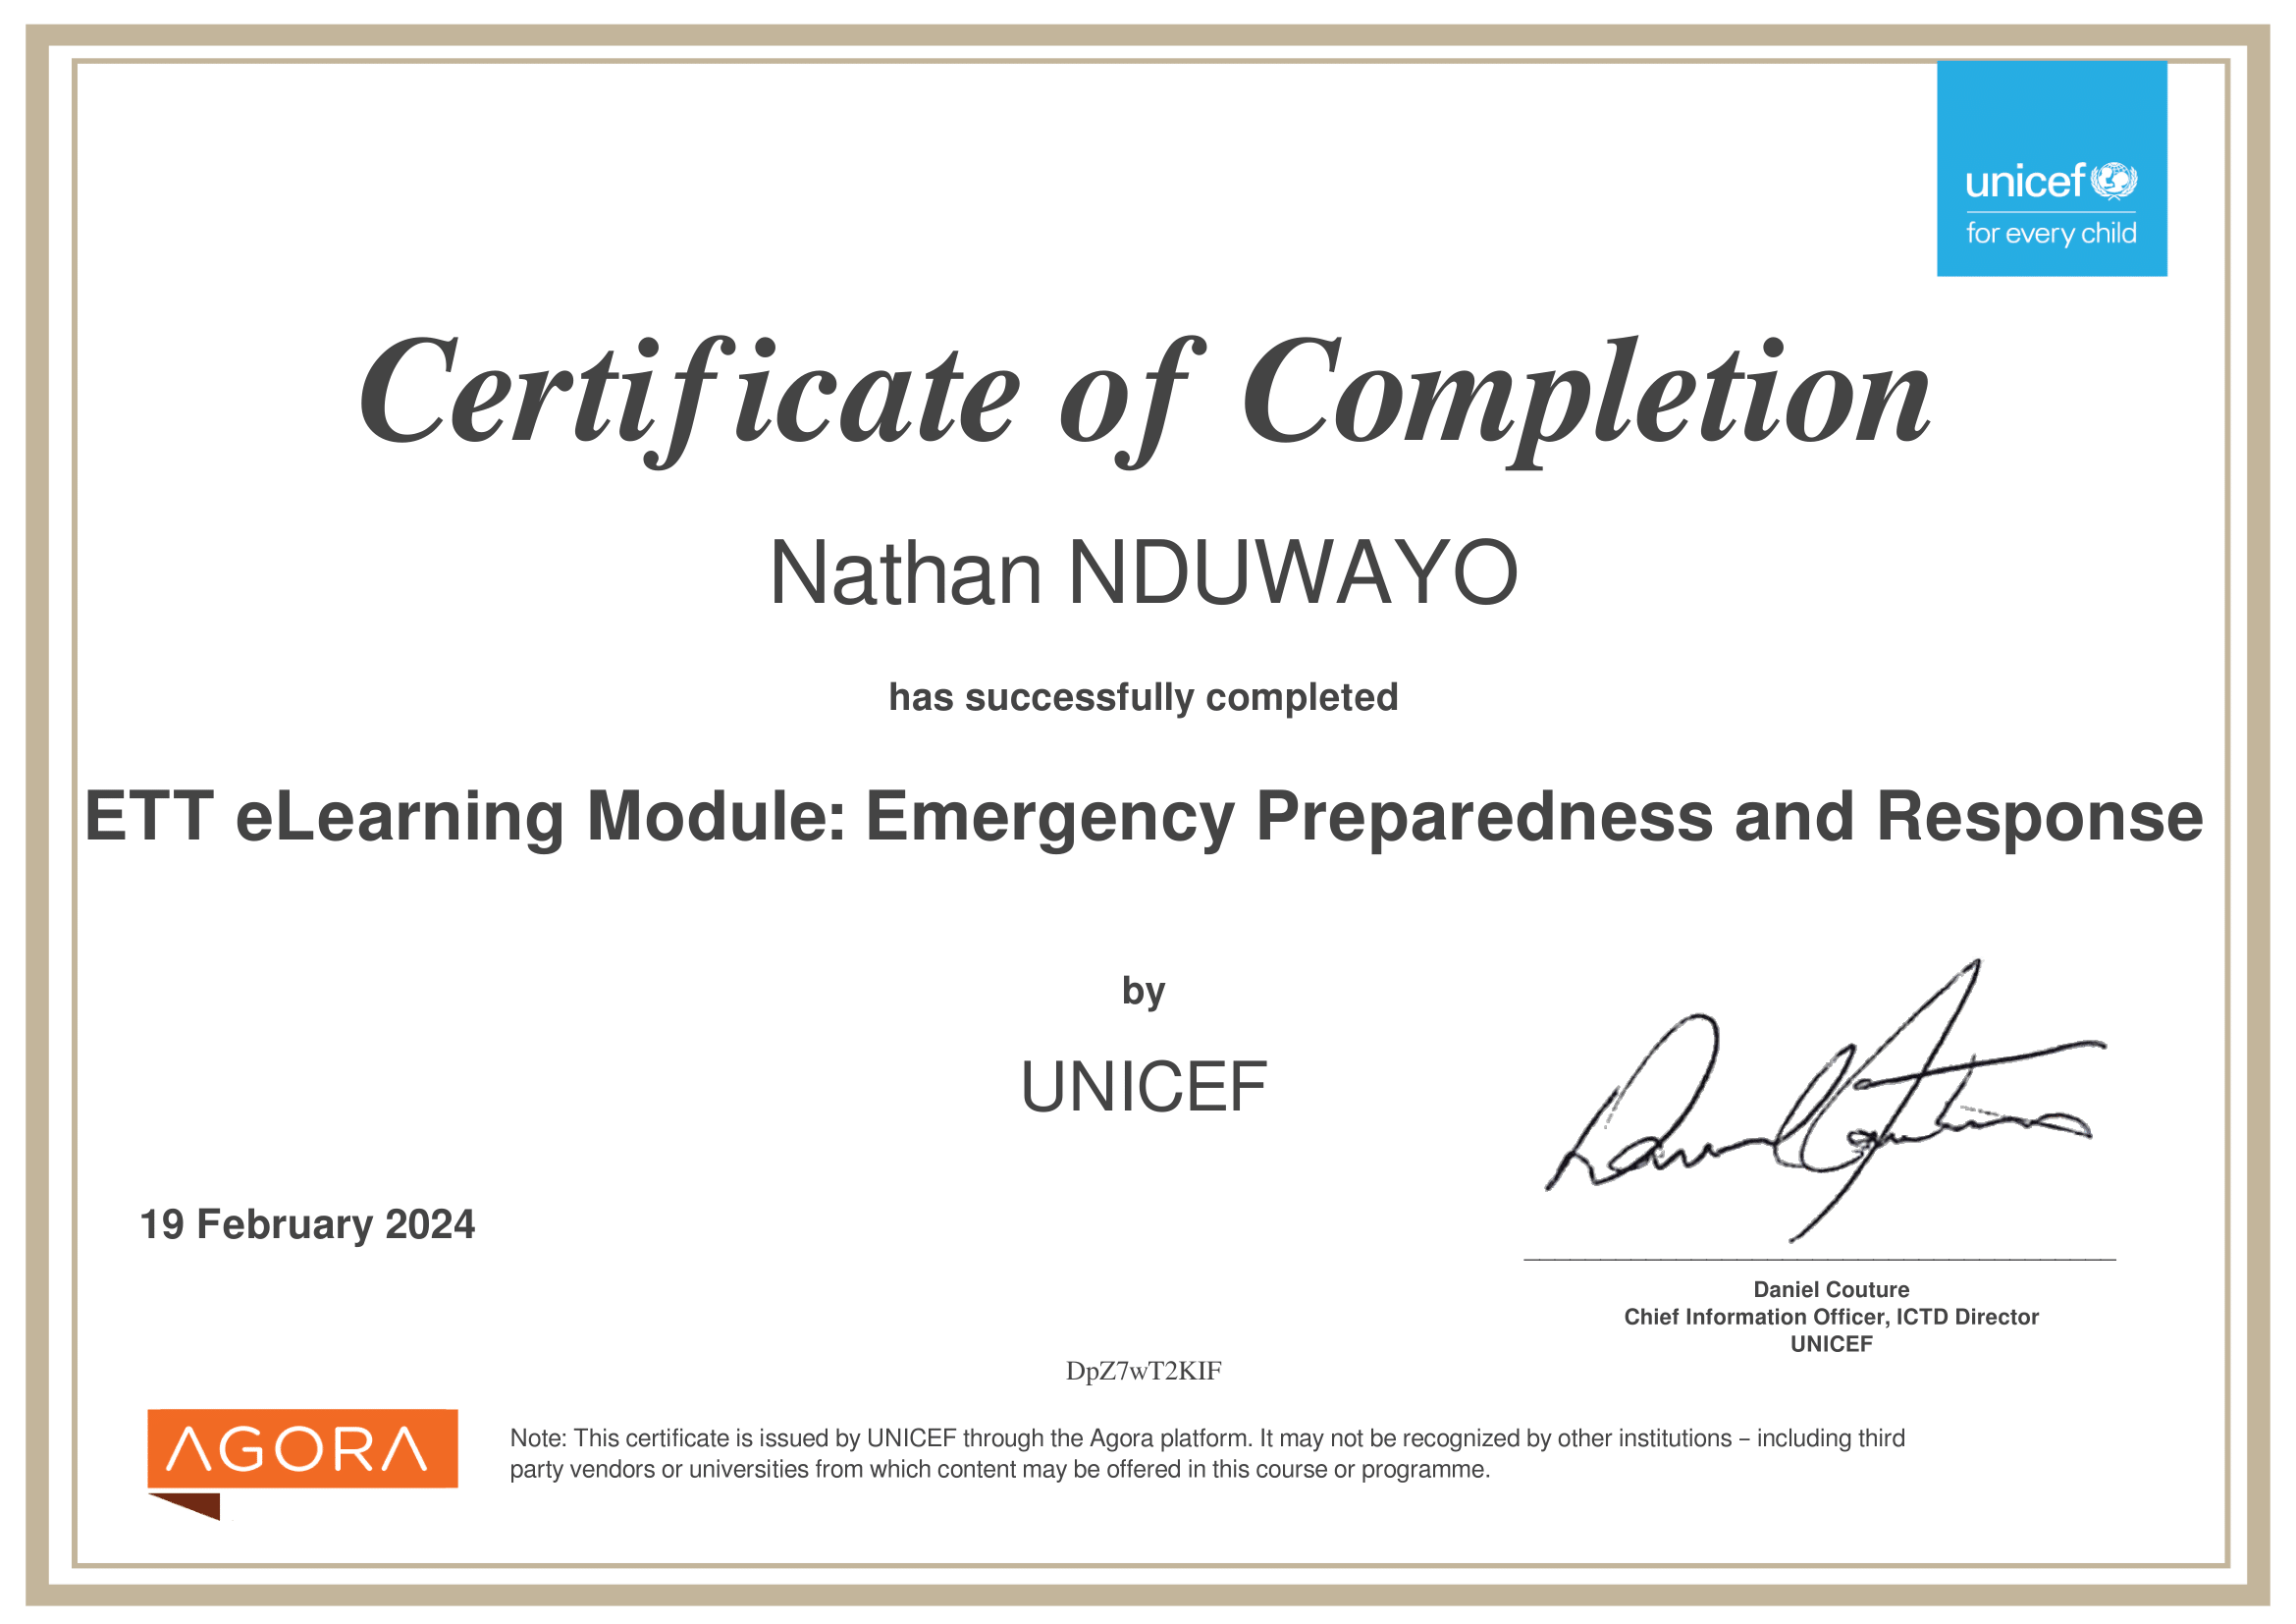 unicef
for every child
Certificate of Completion
Nathan NDUWAYO
has successfully completed
ETT eLearning Module: Emergency Preparedness and Response
by
UNICEF
19 February 2024
Daniel Couture
Chief Information Officer, ICTD Director
UNICEF
DpZ7wT2KIF
AGORA
Note: This certificate is issued by UNICEF through the Agora platform. It may not be recognized by other institutions – including third
party vendors or universities from which content may be offered in this course or programme.